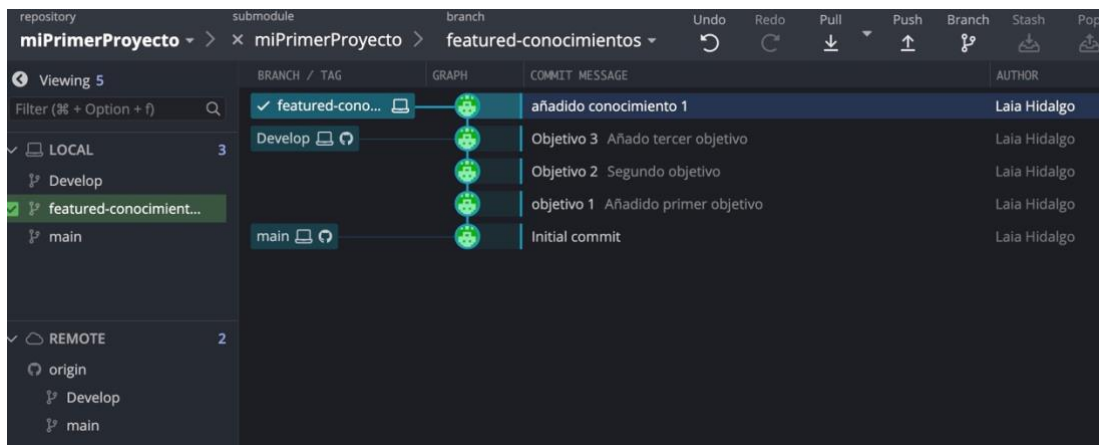 repository submodule branch Undo Redo Pull Push Branch Stash Pop
miPrimerProyecto miPrimerProyecto featured-conocimientos
Viewing 5 BRANCH / TAG GRAPH COMMIT MESSAGE AUTHOR
Filter (⌘ + Option + f) featured-cono... añadido conocimiento 1 Laia Hidalgo
LOCAL 3 Develop Objetivo 3 Añado tercer objetivo Laia Hidalgo
Develop Objetivo 2 Segundo objetivo Laia Hidalgo
featured-conocimient... objetivo 1 Añadido primer objetivo Laia Hidalgo
main main Initial commit Laia Hidalgo
REMOTE 2
origin
Develop
main